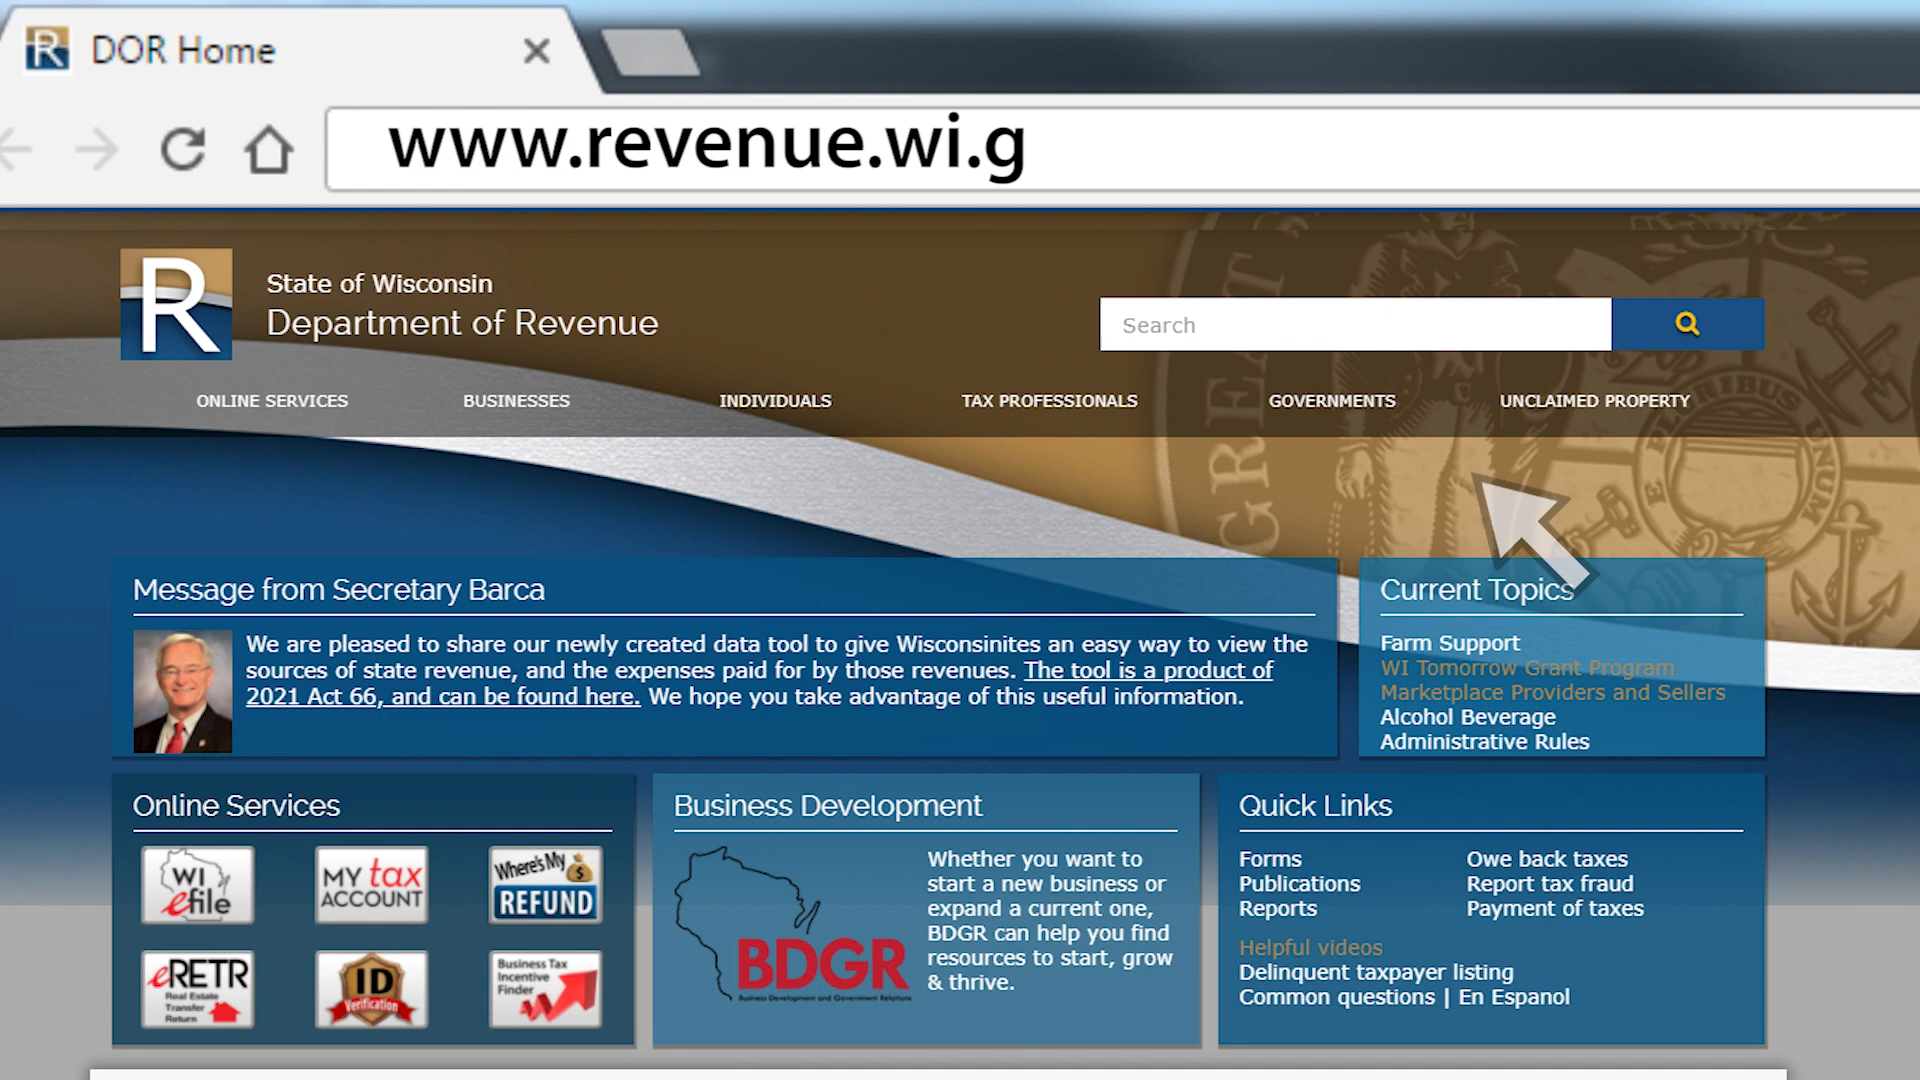 DOR Home
www.revenue.wi.g
R
State of Wisconsin
Department of Revenue
Search
ONLINE SERVICES
BUSINESSES
INDIVIDUALS
TAX PROFESSIONALS
GOVERNMENTS
UNCLAIMED PROPERTY
GREAT
PLURIBUS
UNUM
Message from Secretary Barca
We are pleased to share our newly created data tool to give Wisconsinites an easy way to view the
sources of state revenue, and the expenses paid for by those revenues. The tool is a product of
2021 Act 66, and can be found here. We hope you take advantage of this useful information.
Current Topics
Farm Support
WI Tomorrow Grant Program
Marketplace Providers and Sellers
Alcohol Beverage
Administrative Rules
Online Services
WI
efile
MY tax
ACCOUNT
Where's My
REFUND
eRETR
Real Estate
Transfer
Return
ID
Verification
Business Tax
Incentive
Finder
Business Development
BDGR
Business Development and Government Relations
Whether you want to
start a new business or
expand a current one,
BDGR can help you find
resources to start, grow
& thrive.
Quick Links
Forms
Publications
Reports
Owe back taxes
Report tax fraud
Payment of taxes
Helpful videos
Delinquent taxpayer listing
Common questions | En Espanol